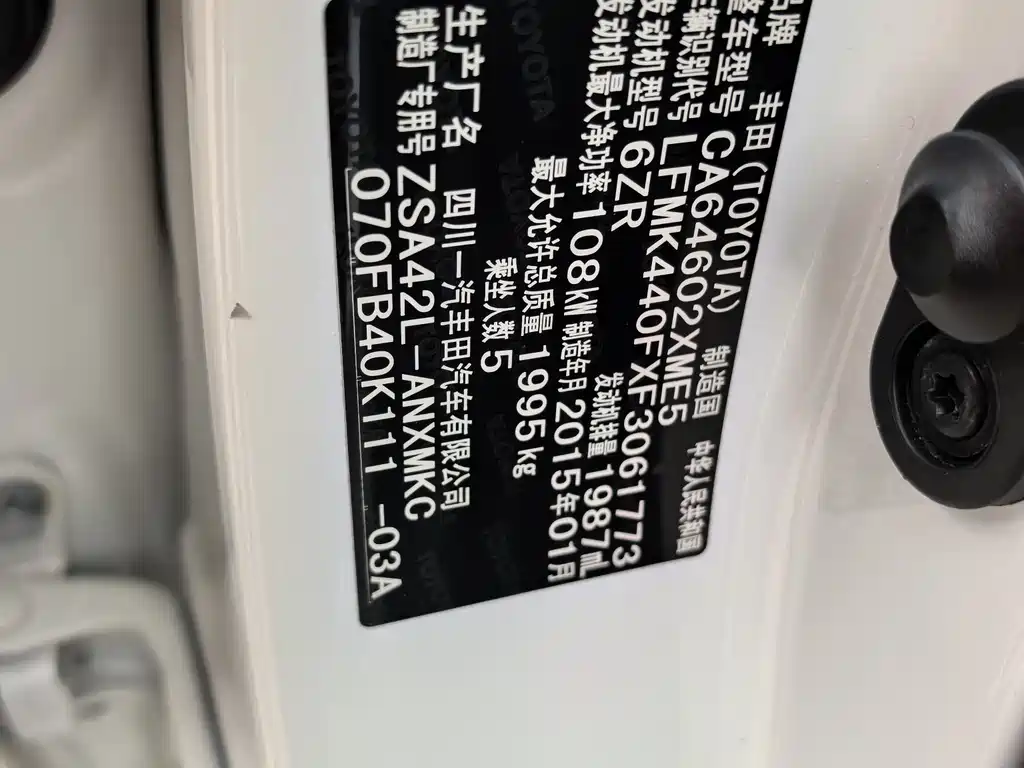 品牌 丰田(TOYOTA) 制造国 中华人民共和国
整车型号 CA64602XME5
车辆识别代号 LFMK440FXF3061773
发动机型号 6ZR 发动机排量 1987mL
发动机最大净功率 108kW 制造年月 2015年01月
最大允许总质量 1995kg
乘坐人数 5
生产厂名 四川一汽丰田汽车有限公司
制造厂专用号 ZSA42L-ANXMKC
070FB40K111 -03A